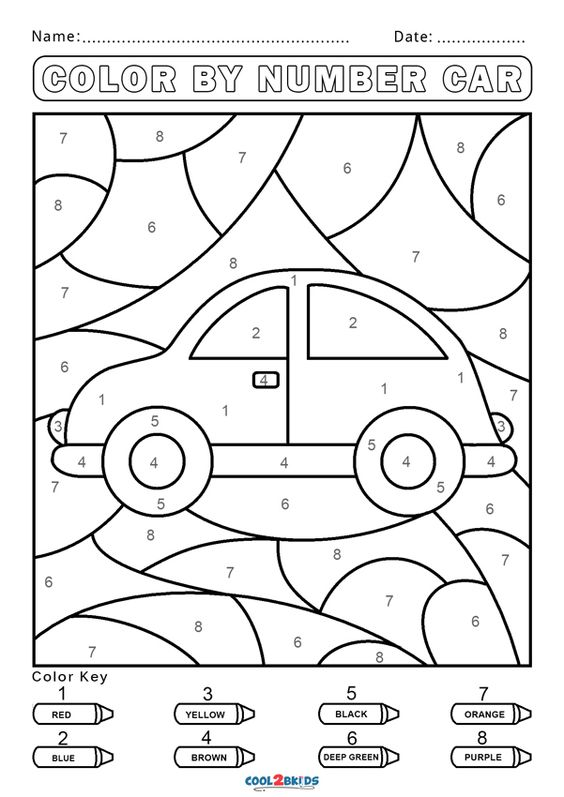 Name:................................................... Date: .................
COLOR BY NUMBER CAR
7 8 7 6 8
8 6 6
8 7
7 1
2 2 8
6 4 1 1 7
1 1
3 5 5 3
4 4 4 4 4
7 5 6 5 6
8
7 8 7
6 7 6
8 6
7 8
Color Key
1 3 5 7
RED YELLOW BLACK ORANGE
2 4 6 8
BLUE BROWN DEEP GREEN PURPLE
COOL2BKIDS